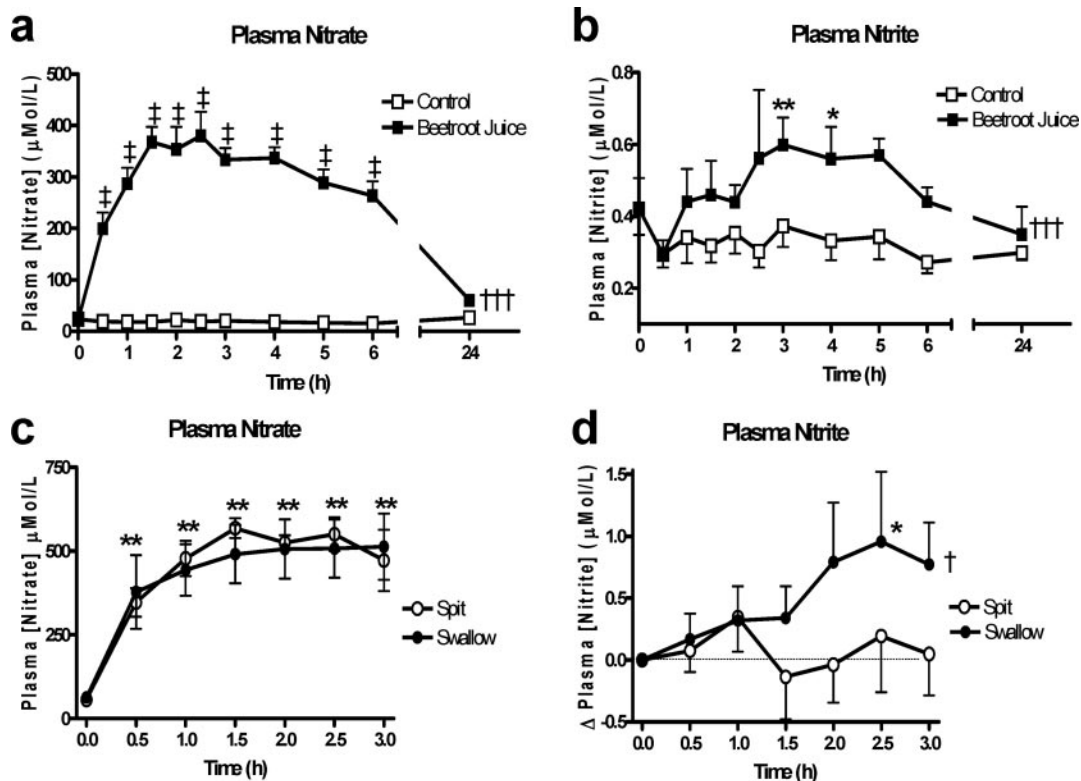 a
Plasma Nitrate
Plasma [Nitrate] (μMol/L)
500
400
300
200
100
0
‡ ‡ ‡ ‡ ‡ ‡ ‡ ‡ ‡
†††
Control
Beetroot Juice
0 1 2 3 4 5 6 24
Time (h)
b
Plasma Nitrite
Plasma [Nitrite] (μMol/L)
0.8
0.6
0.4
0.2
** *
†††
Control
Beetroot Juice
0 1 2 3 4 5 6 24
Time (h)
c
Plasma Nitrate
Plasma [Nitrate] μMol/L
750
500
250
0
** ** ** ** ** **
Spit
Swallow
0.0 0.5 1.0 1.5 2.0 2.5 3.0
Time (h)
d
Plasma Nitrite
Δ Plasma [Nitrite] (μMol/L)
1.5
1.0
0.5
0.0
-0.5
*
†
Spit
Swallow
0.0 0.5 1.0 1.5 2.0 2.5 3.0
Time (h)